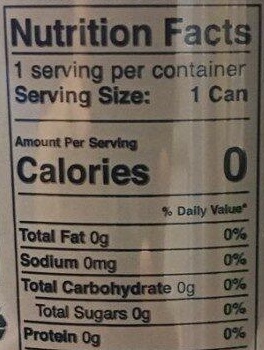 Nutrition Facts
1 serving per container
Serving Size: 1 Can
Amount Per Serving
Calories 0
% Daily Value*
Total Fat 0g 0%
Sodium 0mg 0%
Total Carbohydrate 0g 0%
Total Sugars 0g 0%
Protein 0g 0%